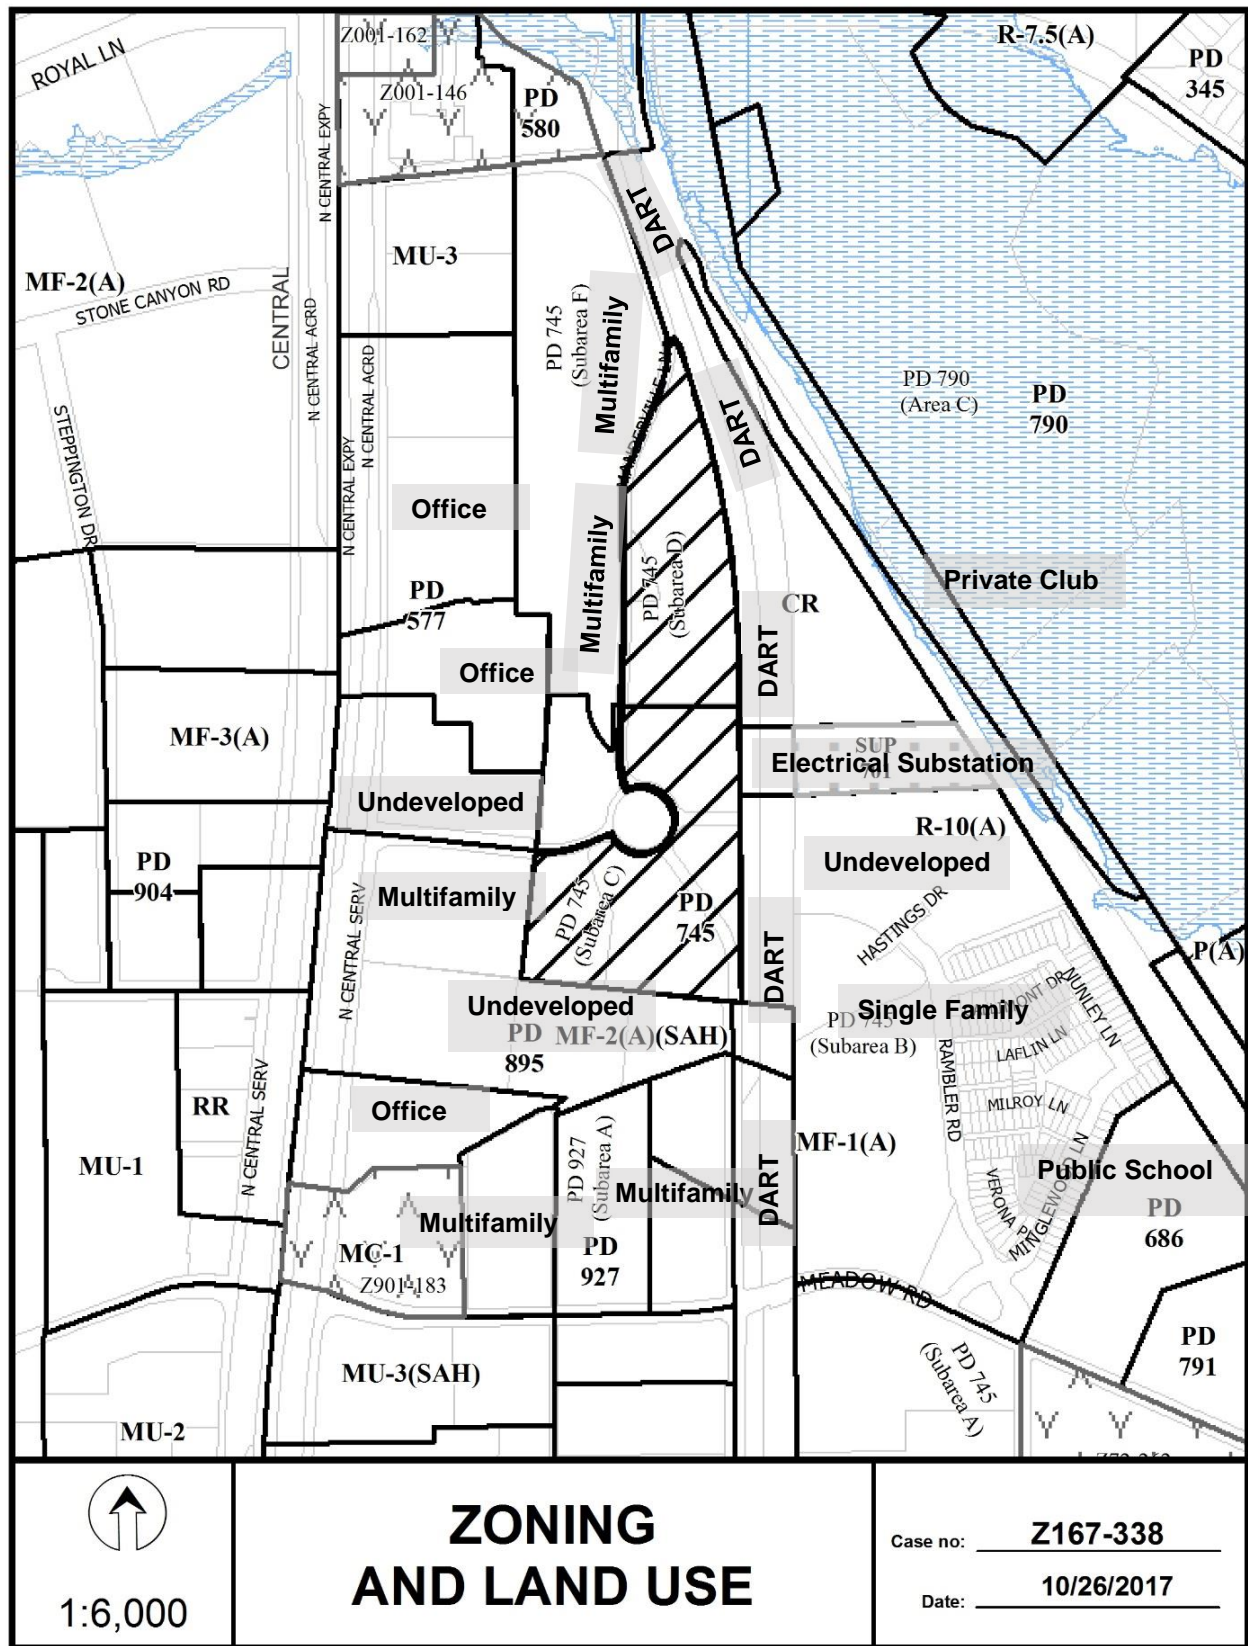 Z001-162
R-7.5(A)
ROYAL LN
PD
345
Z001-146
PD
580
N CENTRAL EXPY
DART
MU-3
MF-2(A)
STONE CANYON RD
CENTRAL
N CENTRAL ACRD
PD 745
(Subarea F)
Multifamily
N CENTRAL ACRD
DART
PD 790
(Area C)
PD
790
STEPPINGTON DR
N CENTRAL EXPY
Office
Multifamily
PD 745
(Subarea D)
Private Club
PD
577
CR
Office
DART
MF-3(A)
SUP
701
Electrical Substation
Undeveloped
R-10(A)
PD
904
Undeveloped
Multifamily
N CENTRAL SERV
PD 745
(Subarea C)
PD
745
HASTINGS DR
DART
P(A)
Undeveloped
NUNLEY LN
Single Family
PD 745
(Subarea B)
PD
895
MF-2(A)(SAH)
LAFLIN LN
RAMBLER RD
N CENTRAL SERV
RR
Office
MILROY LN
MF-1(A)
MU-1
PD 927
(Subarea A)
DART
Public School
Multifamily
Multifamily
MINGLEWOOD LN
PD
686
MC-1
Z901-183
PD
927
MEADOW RD
PD
791
MU-3(SAH)
PD 745
(Subarea A)
MU-2
1:6,000
ZONING
AND LAND USE
Case no: Z167-338
Date: 10/26/2017